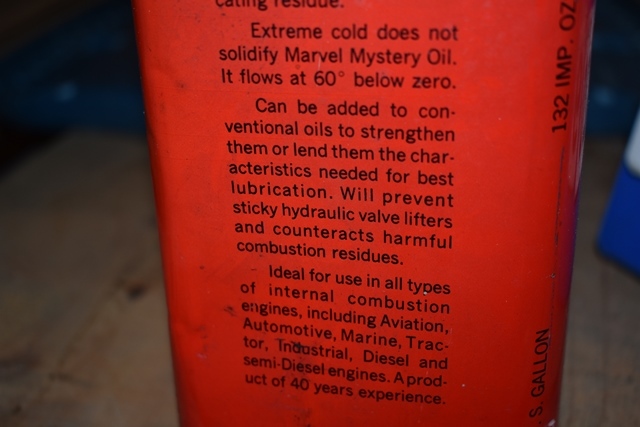 cating residue.
Extreme cold does not
solidify Marvel Mystery Oil.
It flows at 60° below zero.
Can be added to con-
ventional oils to strengthen
them or lend them the char-
acteristics needed for best
lubrication. Will prevent
sticky hydraulic valve lifters
and counteracts harmful
combustion residues.
Ideal for use in all types
of internal combustion
engines, including Aviation,
Automotive, Marine, Trac-
tor, Industrial, Diesel and
semi-Diesel engines. A prod-
uct of 40 years experience.
132 IMP. OZ
. S. GALLON